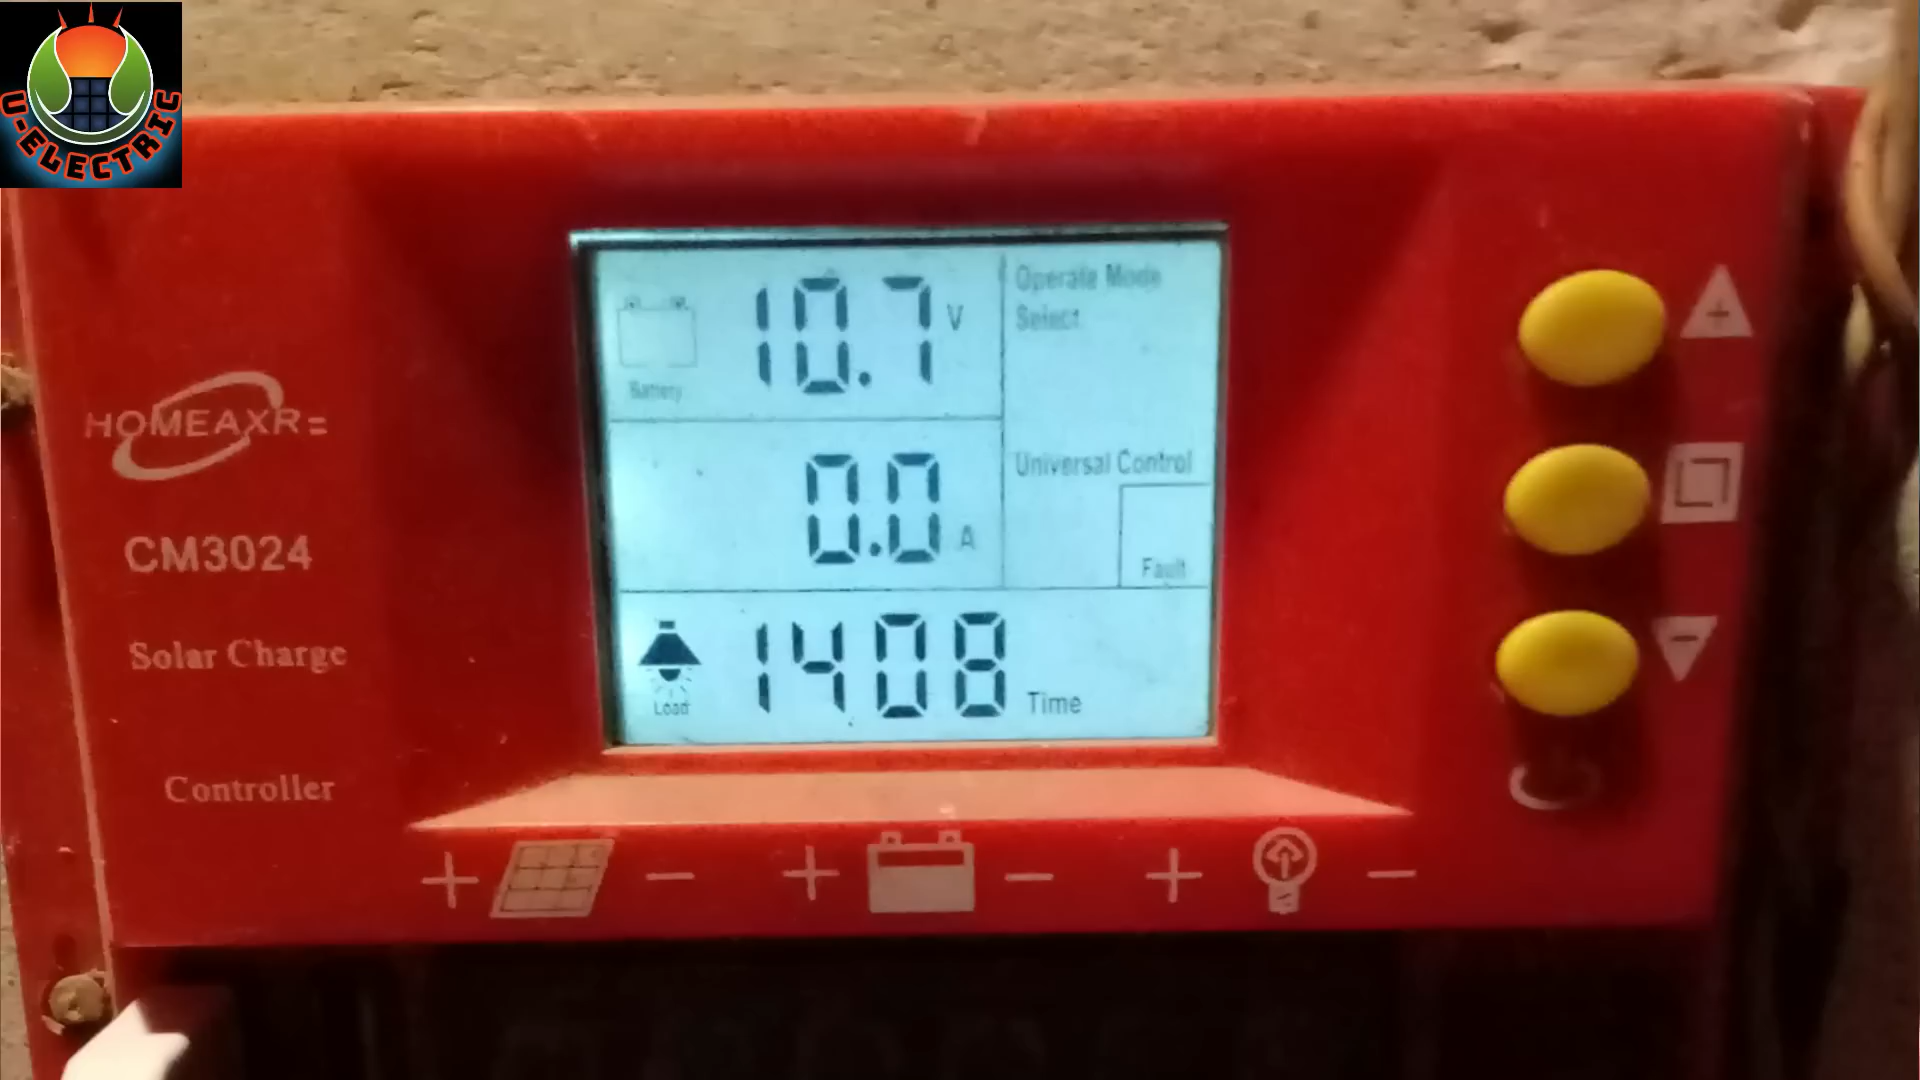 U-ELECTRIC
10.7 V
Battery
Operate Mode
Select
0.0 A
Universal Control
Fault
Load
1408 Time
HOMEAXR=
CM3024
Solar Charge
Controller
+ -
+ -
+ -